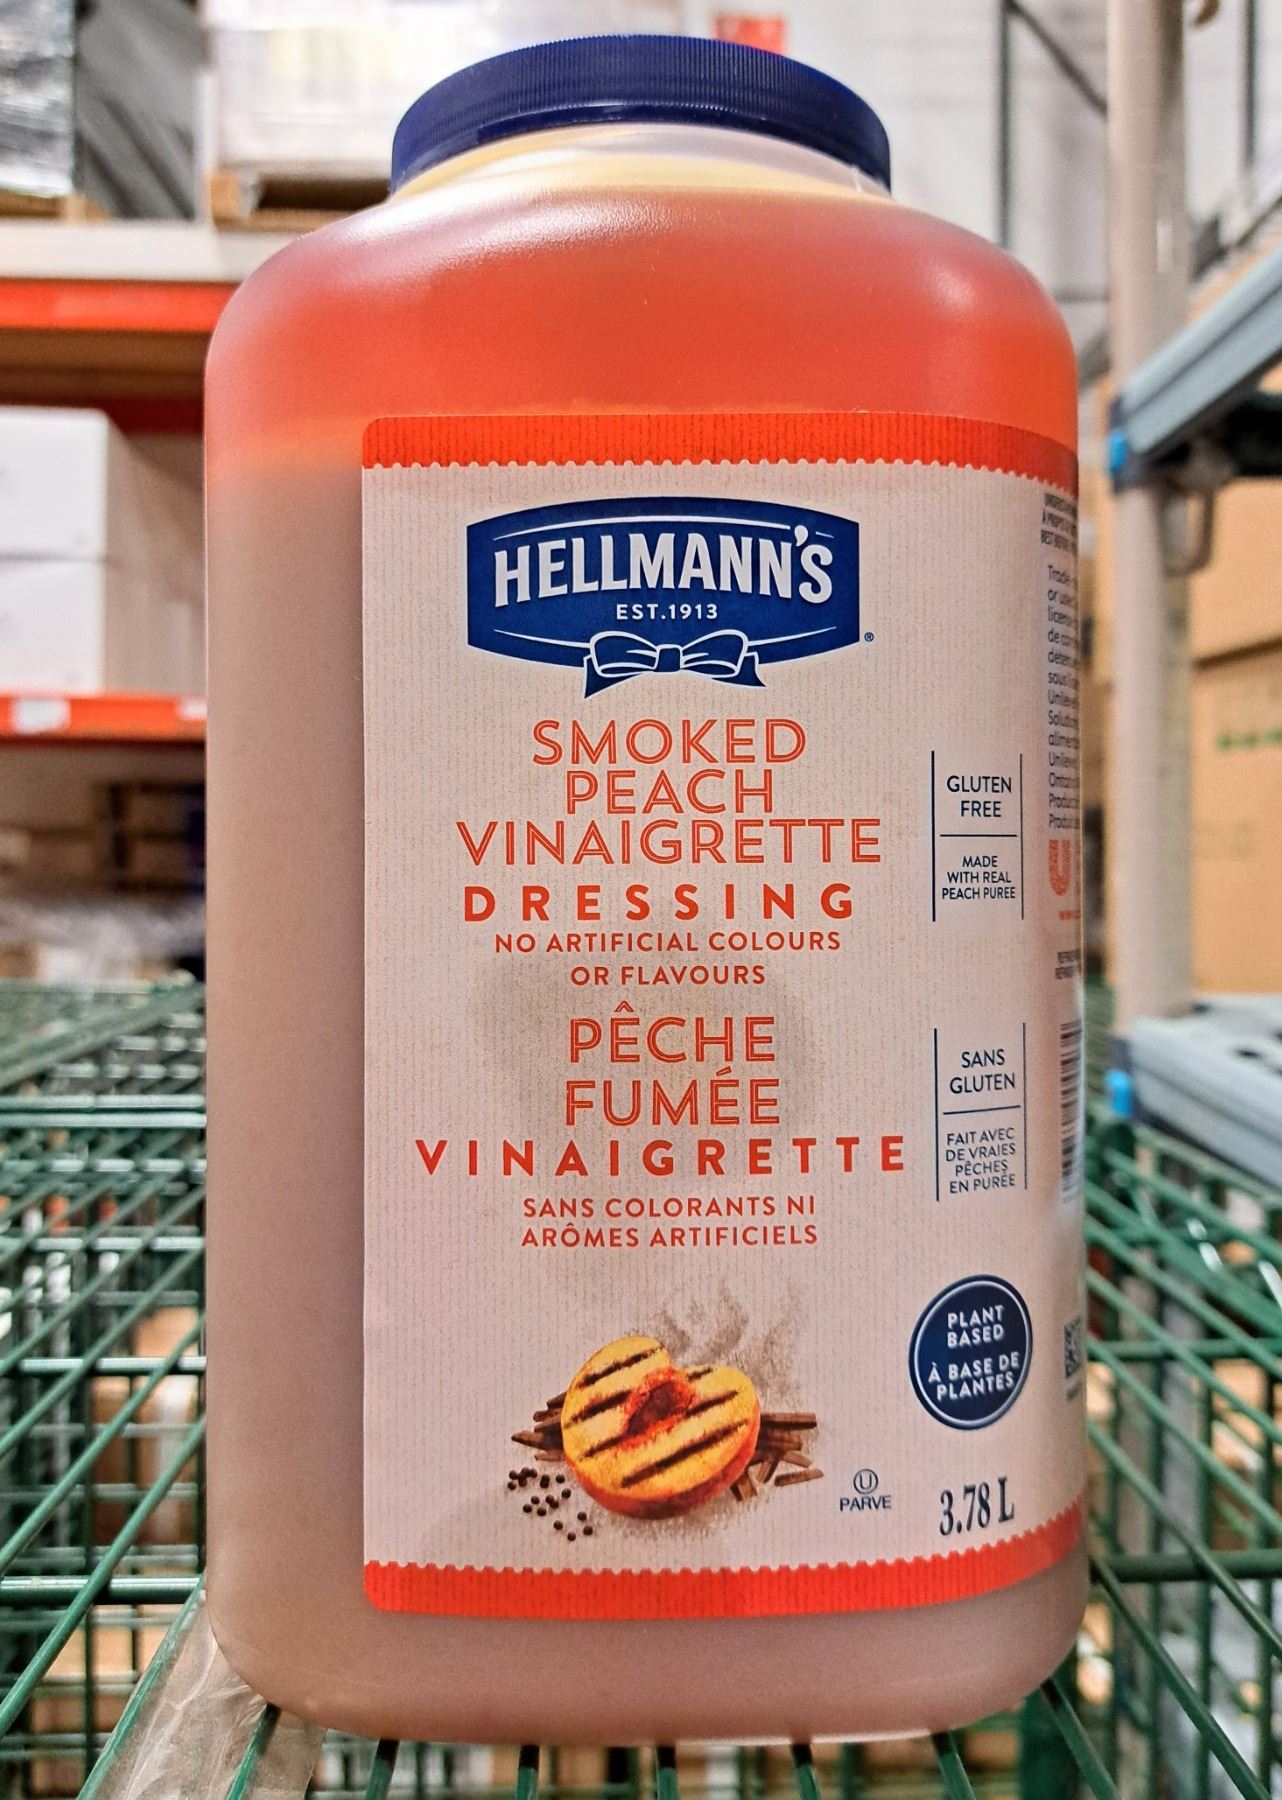 HELLMANN'S
EST.1913
®
SMOKED
PEACH
VINAIGRETTE
DRESSING
NO ARTIFICIAL COLOURS
OR FLAVOURS
PÊCHE
FUMÉE
VINAIGRETTE
SANS COLORANTS NI
ARÔMES ARTIFICIELS
GLUTEN
FREE
MADE
WITH REAL
PEACH PUREE
SANS
GLUTEN
FAIT AVEC
DE VRAIES
PÊCHES
EN PURÉE
PLANT
BASED
À BASE DE
PLANTES
U
PARVE
3.78 L